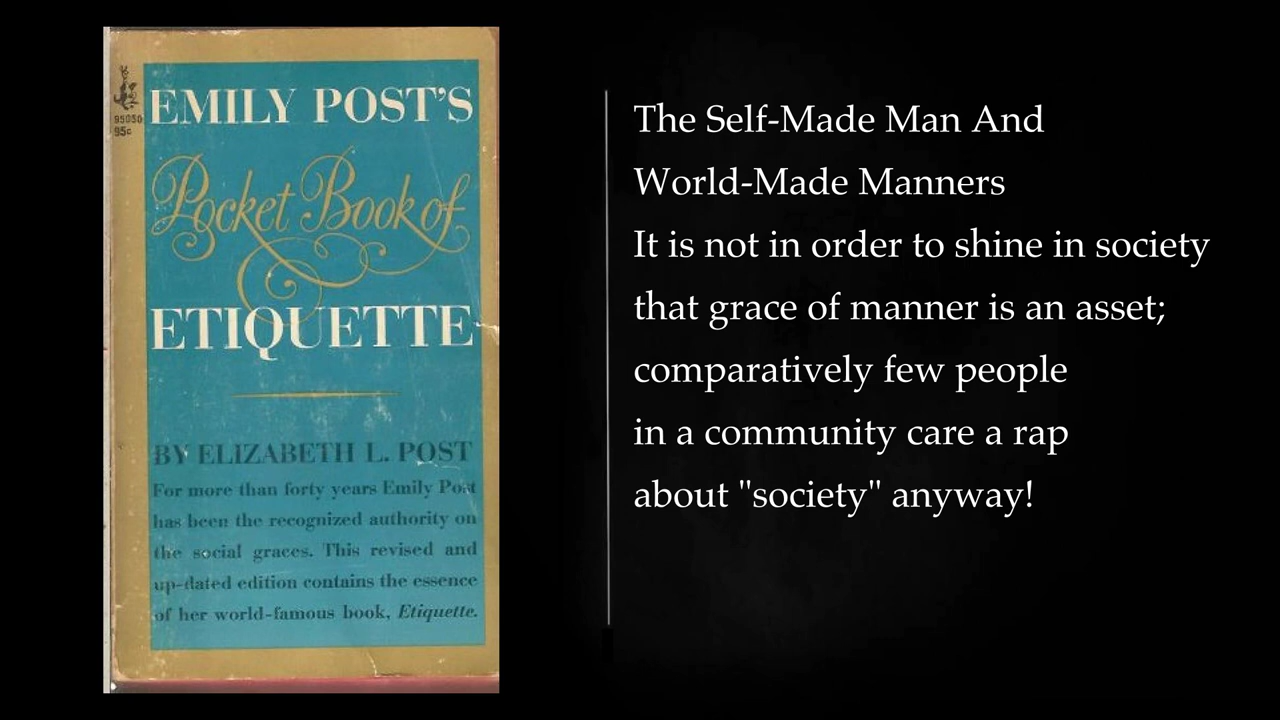 95050
95c
EMILY POST'S
Pocket Book of
ETIQUETTE
BY ELIZABETH L. POST
For more than forty years Emily Post
has been the recognized authority on
the social graces. This revised and
up-dated edition contains the essence
of her world-famous book, Etiquette.
The Self-Made Man And
World-Made Manners
It is not in order to shine in society
that grace of manner is an asset;
comparatively few people
in a community care a rap
about "society" anyway!